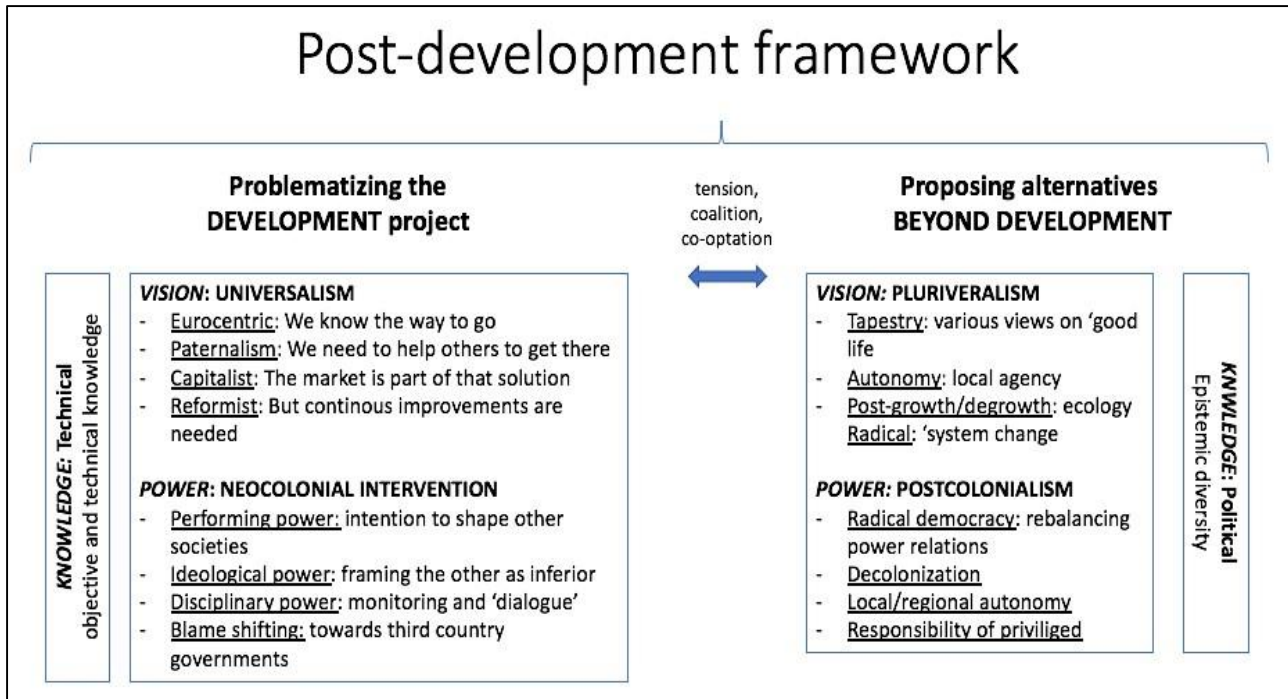 Post-development framework
Problematizing the
DEVELOPMENT project
KNOWLEDGE: Technical
objective and technical knowledge
VISION: UNIVERSALISM
- Eurocentric: We know the way to go
- Paternalism: We need to help others to get there
- Capitalist: The market is part of that solution
- Reformist: But continous improvements are
needed
POWER: NEOCOLONIAL INTERVENTION
- Performing power: intention to shape other
societies
- Ideological power: framing the other as inferior
- Disciplinary power: monitoring and ‘dialogue’
- Blame shifting: towards third country
governments
tension,
coalition,
co-optation
Proposing alternatives
BEYOND DEVELOPMENT
VISION: PLURIVERALISM
- Tapestry: various views on ‘good
life
- Autonomy: local agency
- Post-growth/degrowth: ecology
Radical: ‘system change
POWER: POSTCOLONIALISM
- Radical democracy: rebalancing
power relations
- Decolonization
- Local/regional autonomy
- Responsibility of priviliged
KNWLEDGE: Political
Epistemic diversity